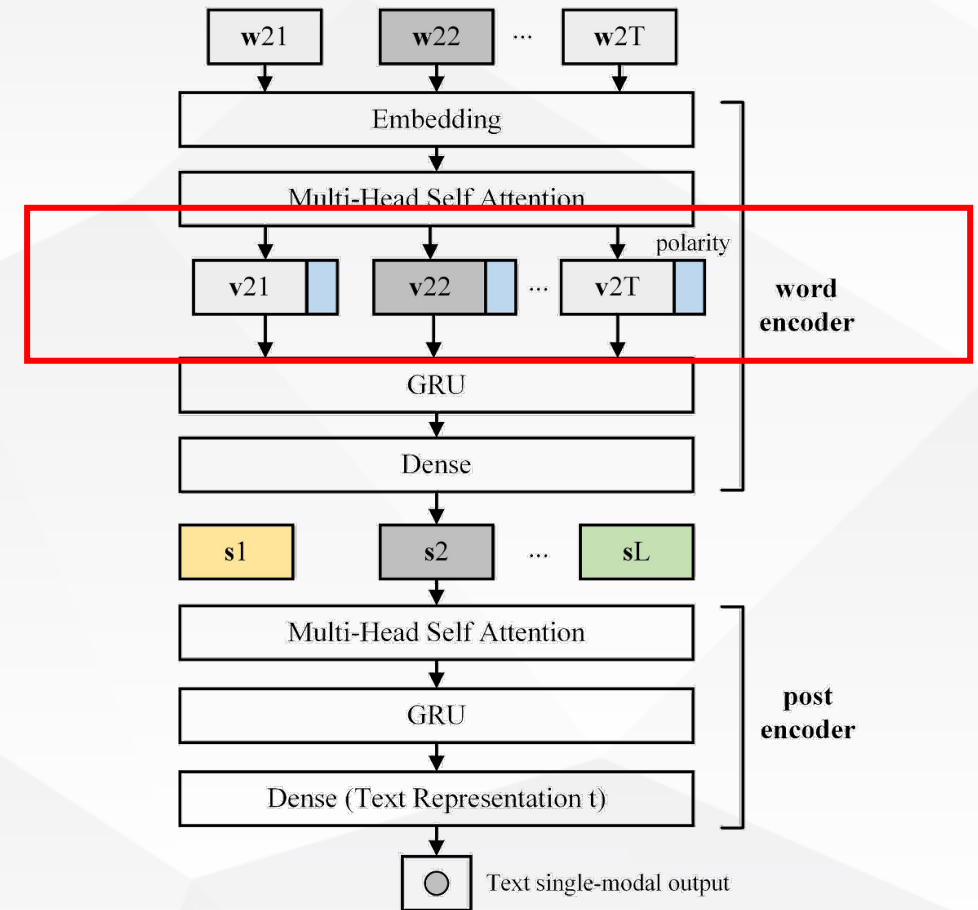 w21 w22 ... w2T
Embedding
Multi-Head Self Attention
polarity
v21 v22 ... v2T
word
encoder
GRU
Dense
s1 s2 ... sL
Multi-Head Self Attention
GRU
post
encoder
Dense (Text Representation t)
Text single-modal output